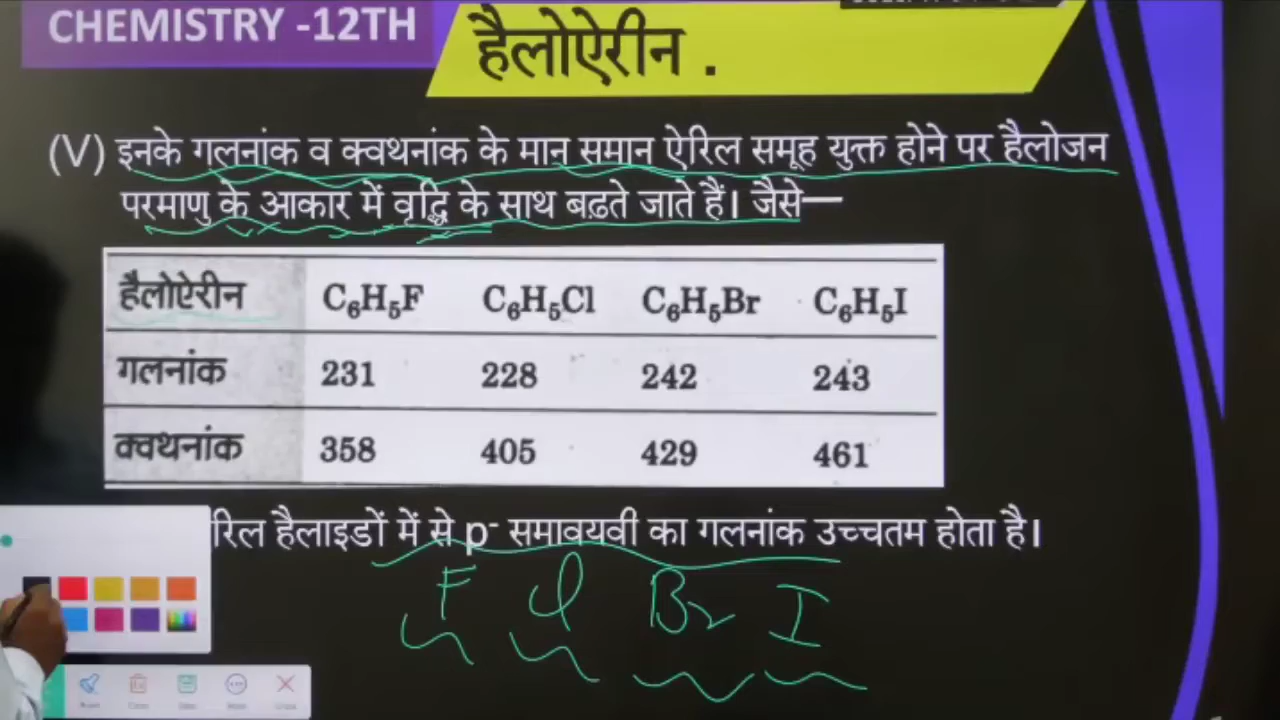 CHEMISTRY -12TH
हैलोऐरीन .
(V) इनके गलनांक व क्वथनांक के मान समान ऐरिल समूह युक्त होने पर हैलोजन
परमाणु के आकार में वृद्धि के साथ बढ़ते जाते हैं। जैसे—
हैलोऐरीन C₆H₅F C₆H₅Cl C₆H₅Br C₆H₅I
गलनांक 231 228 242 243
क्वथनांक 358 405 429 461
रिल हैलाइडों में से p⁻ समावयवी का गलनांक उच्चतम होता है।
F Cl Br I